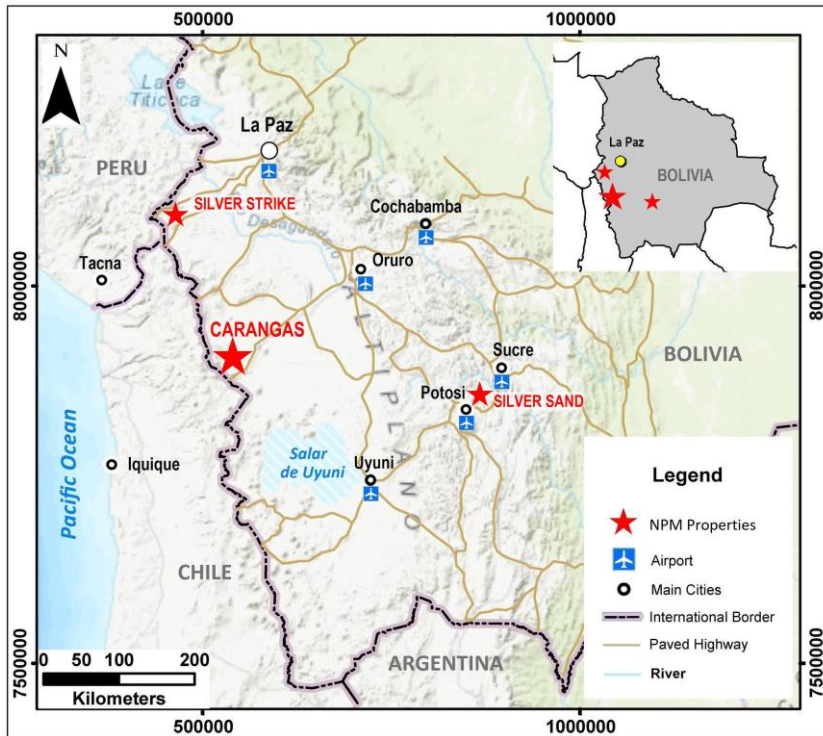 500000
1000000
N
Lake
Titicaca
La Paz
PERU
SILVER STRIKE
Desaguadero
Cochabamba
Tacna
Oruro
8000000
8000000
ALTIPLANO
CARANGAS
Sucre
BOLIVIA
Potosi
SILVER SAND
Pacific Ocean
Iquique
Salar
de Uyuni
Uyuni
CHILE
ARGENTINA
7500000
7500000
0 50 100 200
Kilometers
500000
1000000
La Paz
BOLIVIA
Legend
NPM Properties
Airport
Main Cities
International Border
Paved Highway
River